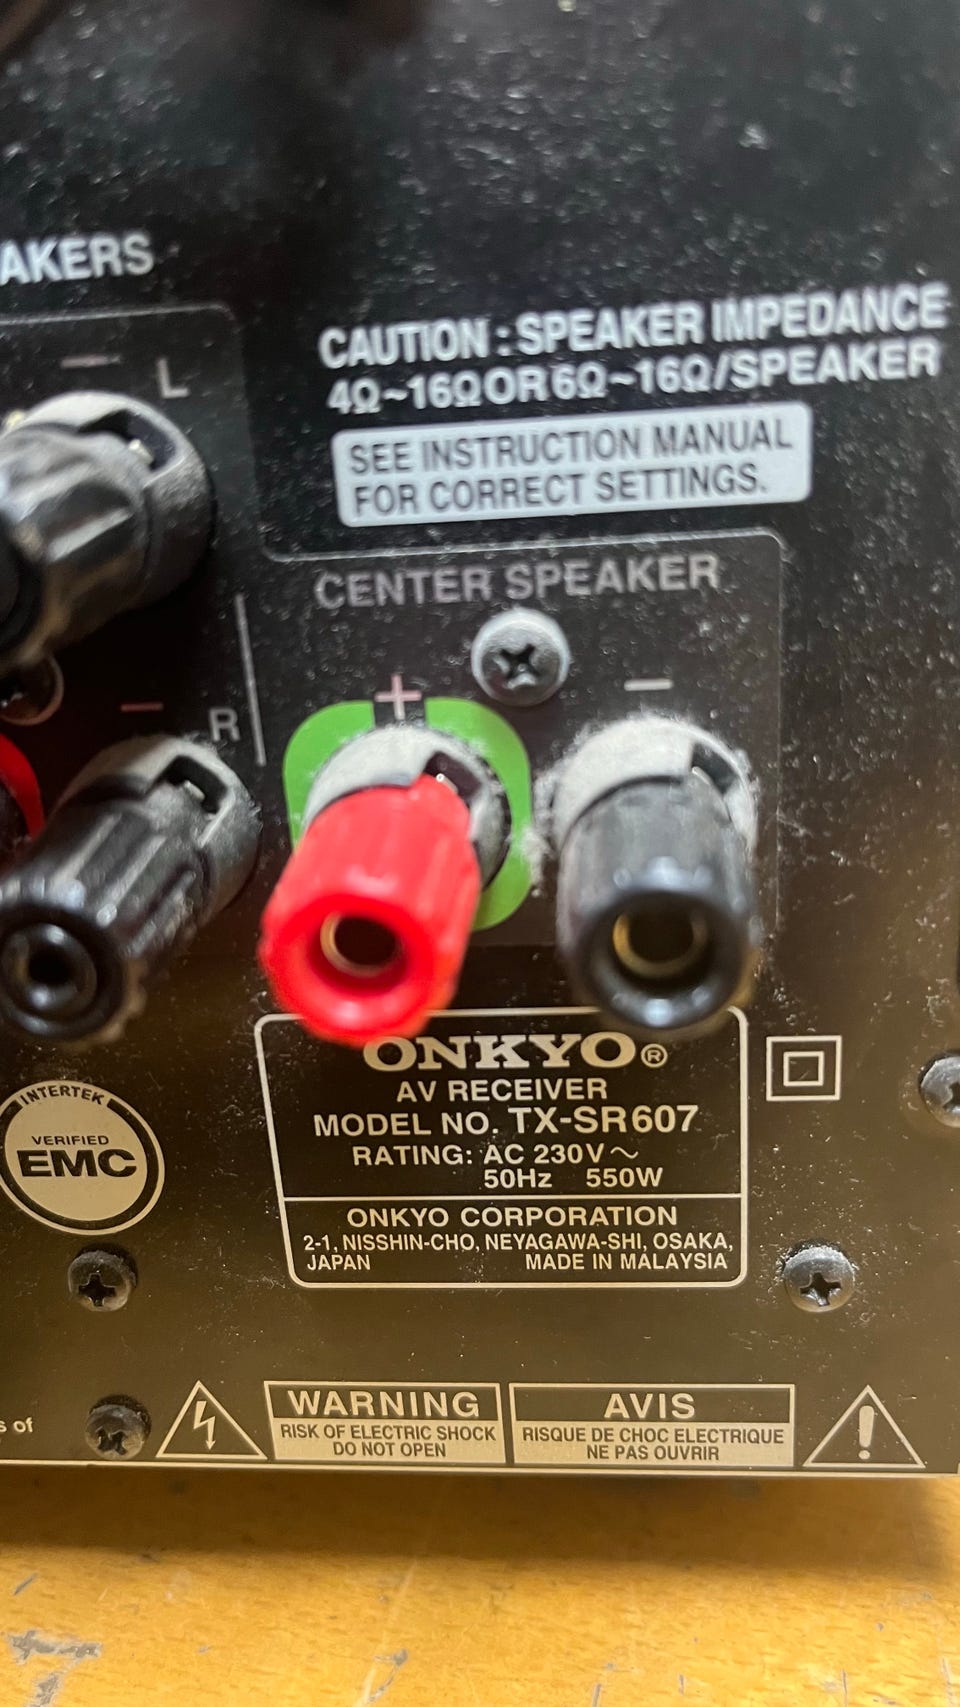 AKERS
CAUTION : SPEAKER IMPEDANCE
4Ω~16Ω OR 6Ω~16Ω/SPEAKER
SEE INSTRUCTION MANUAL
FOR CORRECT SETTINGS.
− L
CENTER SPEAKER
+ −
− R
ONKYO®
AV RECEIVER
MODEL NO. TX-SR607
RATING: AC 230V~
50Hz 550W
ONKYO CORPORATION
2-1, NISSHIN-CHO, NEYAGAWA-SHI, OSAKA,
JAPAN MADE IN MALAYSIA
INTERTEK
VERIFIED
EMC
s of
WARNING
RISK OF ELECTRIC SHOCK
DO NOT OPEN
AVIS
RISQUE DE CHOC ELECTRIQUE
NE PAS OUVRIR